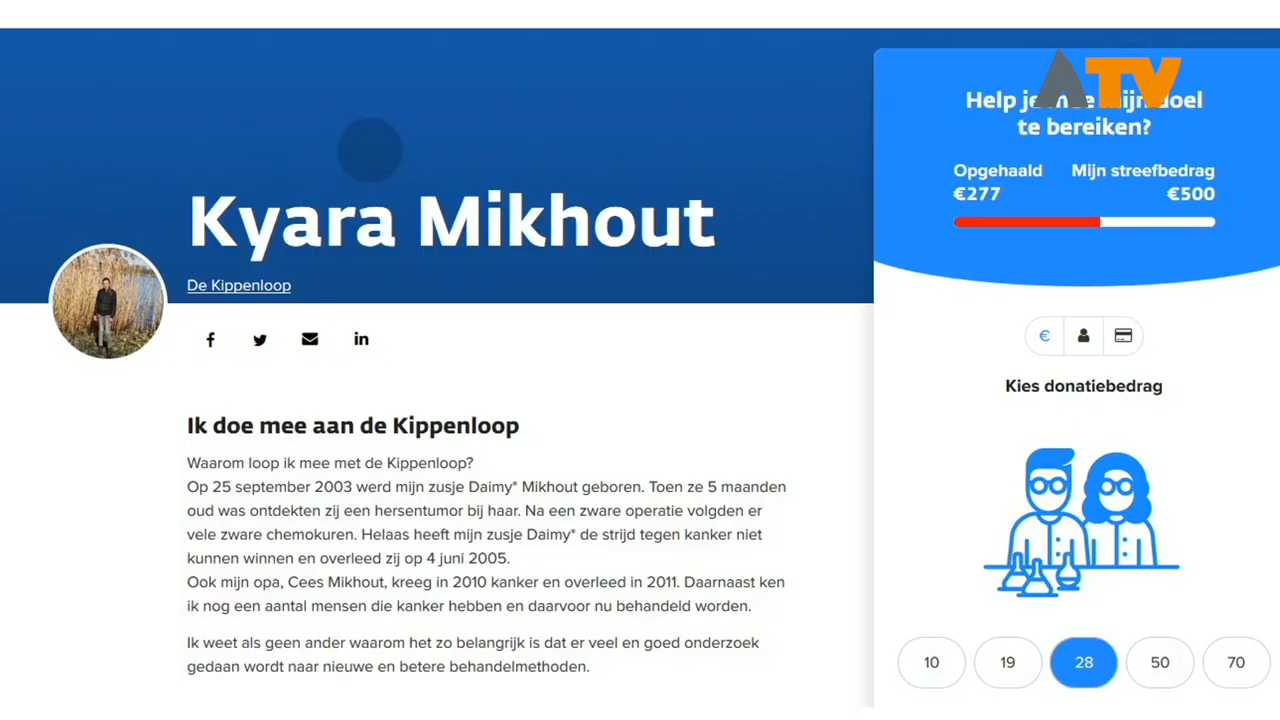 ATV
Help je mee mijn doel
te bereiken?
Opgehaald Mijn streefbedrag
€277 €500
Kyara Mikhout
De Kippenloop
Ik doe mee aan de Kippenloop
Waarom loop ik mee met de Kippenloop?
Op 25 september 2003 werd mijn zusje Daimy* Mikhout geboren. Toen ze 5 maanden
oud was ontdekten zij een hersentumor bij haar. Na een zware operatie volgden er
vele zware chemokuren. Helaas heeft mijn zusje Daimy* de strijd tegen kanker niet
kunnen winnen en overleed zij op 4 juni 2005.
Ook mijn opa, Cees Mikhout, kreeg in 2010 kanker en overleed in 2011. Daarnaast ken
ik nog een aantal mensen die kanker hebben en daarvoor nu behandeld worden.
Ik weet als geen ander waarom het zo belangrijk is dat er veel en goed onderzoek
gedaan wordt naar nieuwe en betere behandelmethoden.
€
Kies donatiebedrag
10 19 28 50 70